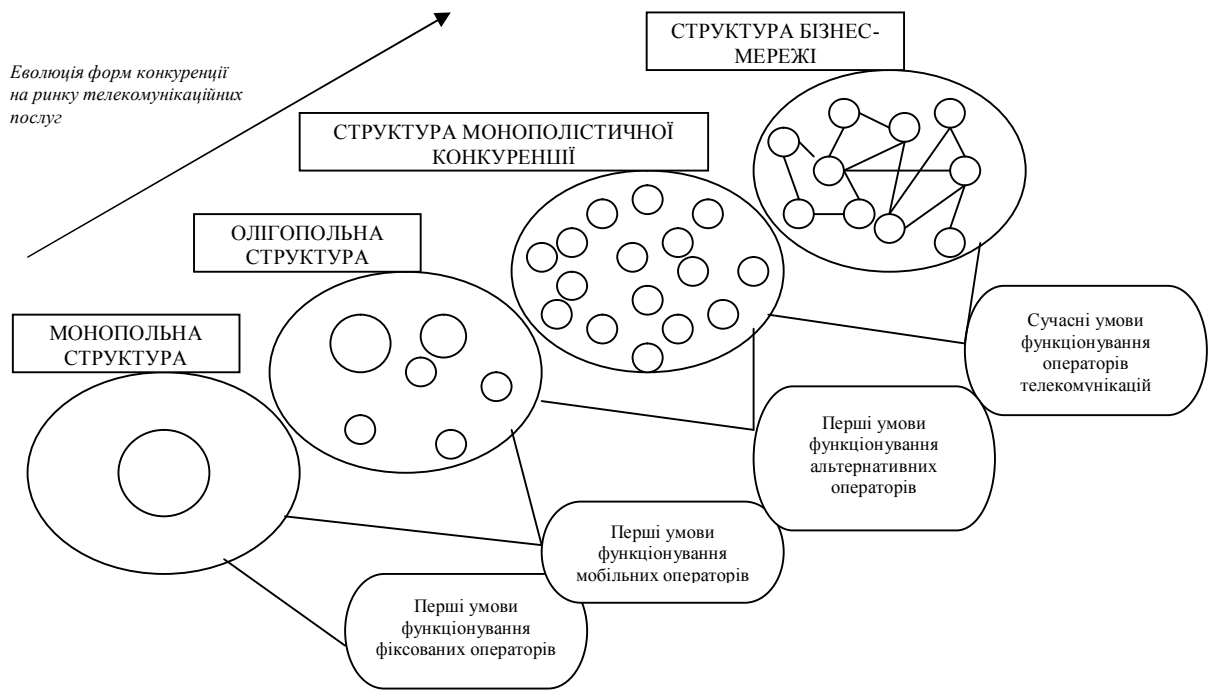 СТРУКТУРА БІЗНЕС-
МЕРЕЖІ
Еволюція форм конкуренції
на ринку телекомунікаційних
послуг
СТРУКТУРА МОНОПОЛІСТИЧНОЇ
КОНКУРЕНЦІЇ
ОЛІГОПОЛЬНА
СТРУКТУРА
МОНОПОЛЬНА
СТРУКТУРА
Сучасні умови
функціонування
операторів
телекомунікацій
Перші умови
функціонування
альтернативних
операторів
Перші умови
функціонування
мобільних операторів
Перші умови
функціонування
фіксованих операторів